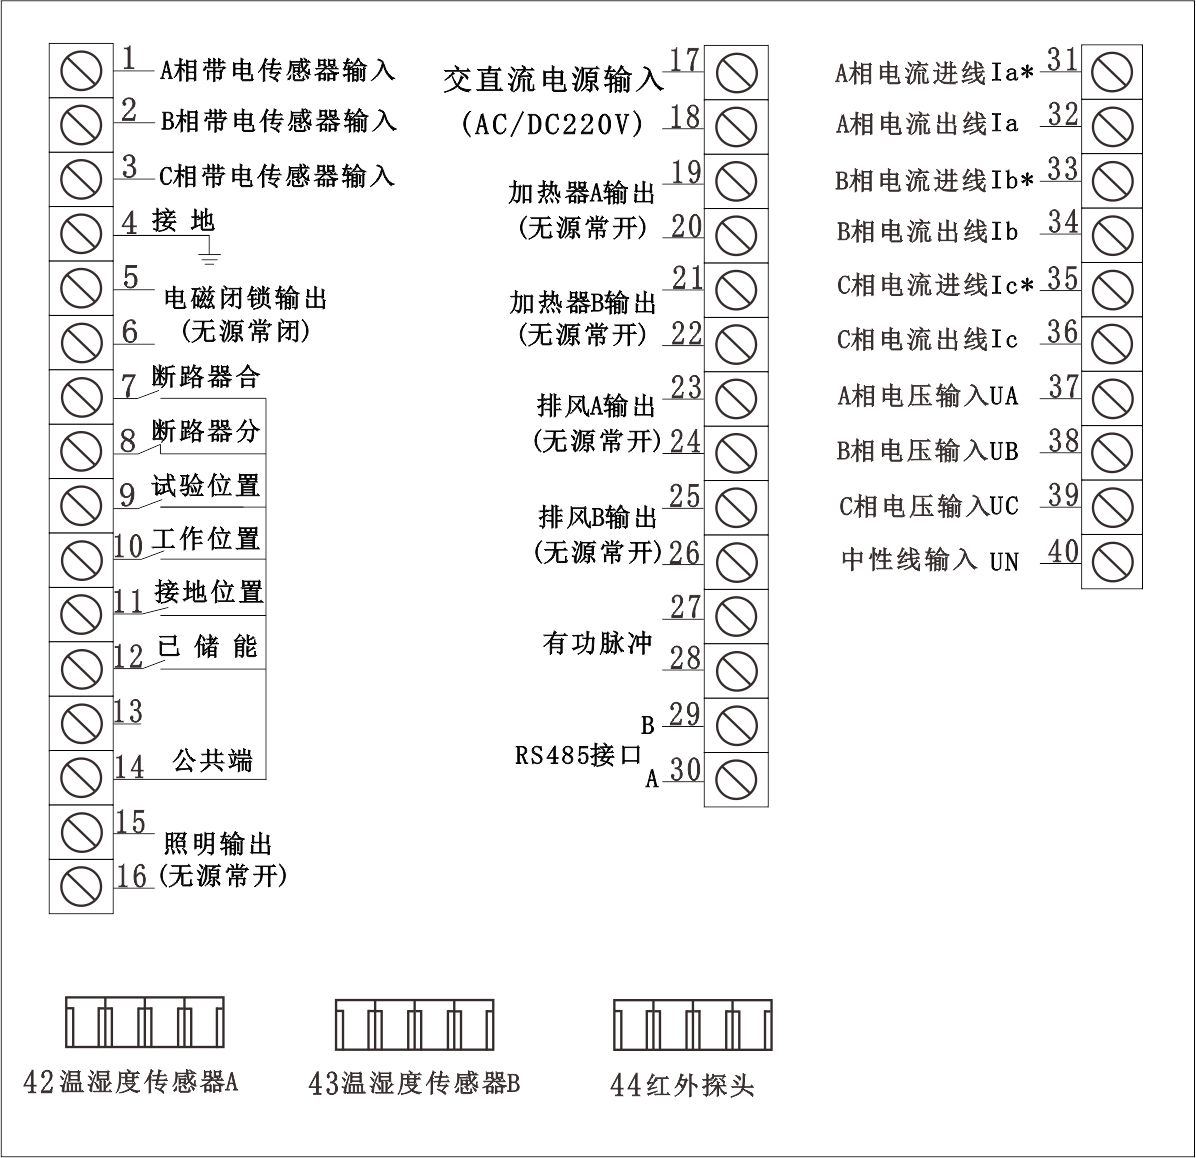 1 A相带电传感器输入
2 B相带电传感器输入
3 C相带电传感器输入
4 接地
5
电磁闭锁输出
6 (无源常闭)
7 断路器合
8 断路器分
9 试验位置
10 工作位置
11 接地位置
12 已储能
13
14 公共端
15
照明输出
16 (无源常开)
交直流电源输入 17
(AC/DC220V) 18
加热器A输出 19
(无源常开) 20
加热器B输出 21
(无源常开) 22
排风A输出 23
(无源常开) 24
排风B输出 25
(无源常开) 26
27
有功脉冲
28
B 29
RS485接口
A 30
A相电流进线Ia* 31
A相电流出线Ia 32
B相电流进线Ib* 33
B相电流出线Ib 34
C相电流进线Ic* 35
C相电流出线Ic 36
A相电压输入UA 37
B相电压输入UB 38
C相电压输入UC 39
中性线输入 UN 40
42温湿度传感器A
43温湿度传感器B
44红外探头